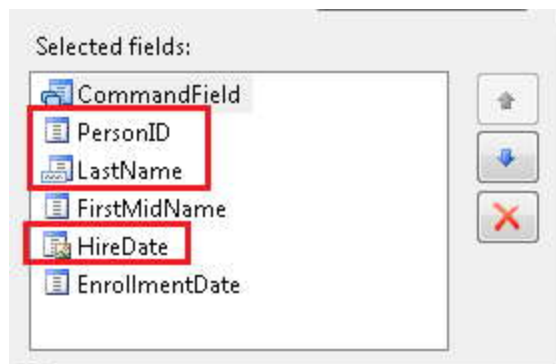 Selected fields:
CommandField
PersonID
LastName
FirstMidName
HireDate
EnrollmentDate